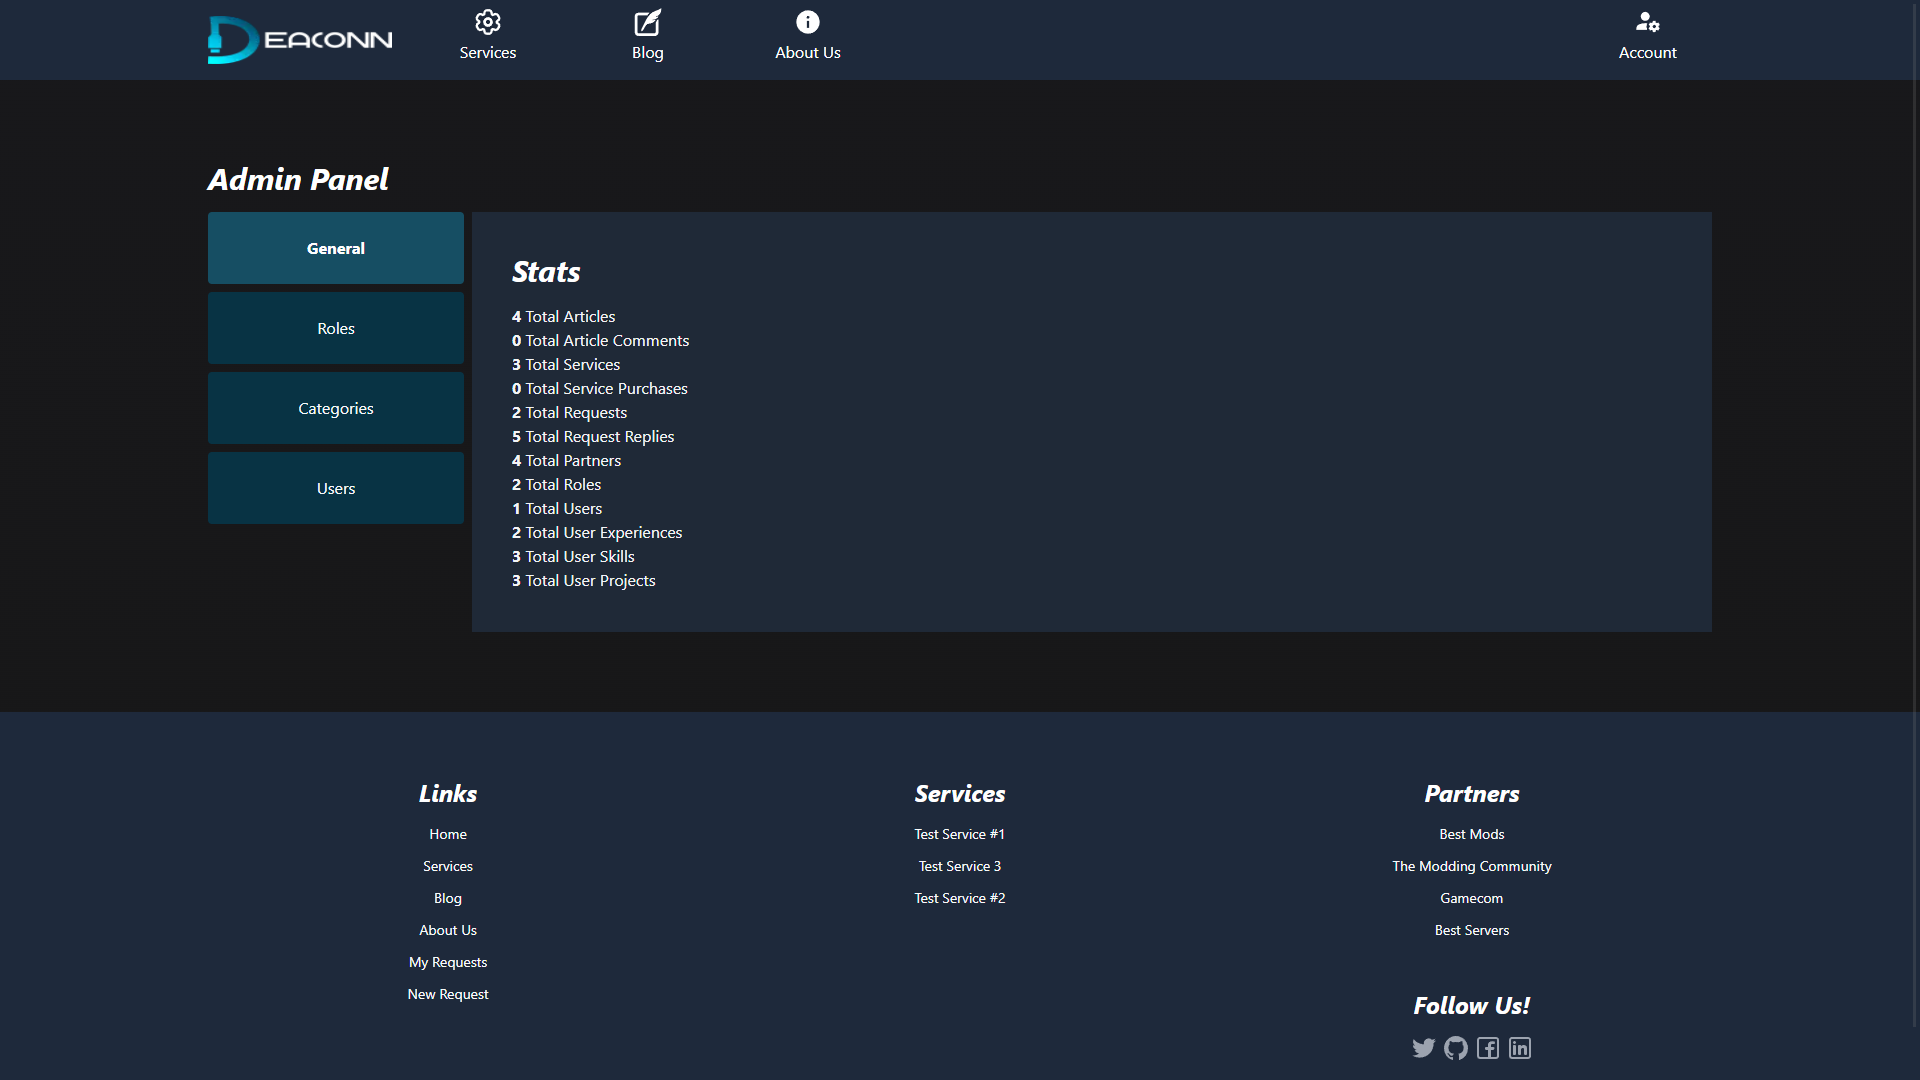 DEACONN
Services
Blog
About Us
Account
Admin Panel
General
Roles
Categories
Users
Stats
4 Total Articles
0 Total Article Comments
3 Total Services
0 Total Service Purchases
2 Total Requests
5 Total Request Replies
4 Total Partners
2 Total Roles
1 Total Users
2 Total User Experiences
3 Total User Skills
3 Total User Projects
Links
Home
Services
Blog
About Us
My Requests
New Request
Services
Test Service #1
Test Service 3
Test Service #2
Partners
Best Mods
The Modding Community
Gamecom
Best Servers
Follow Us!